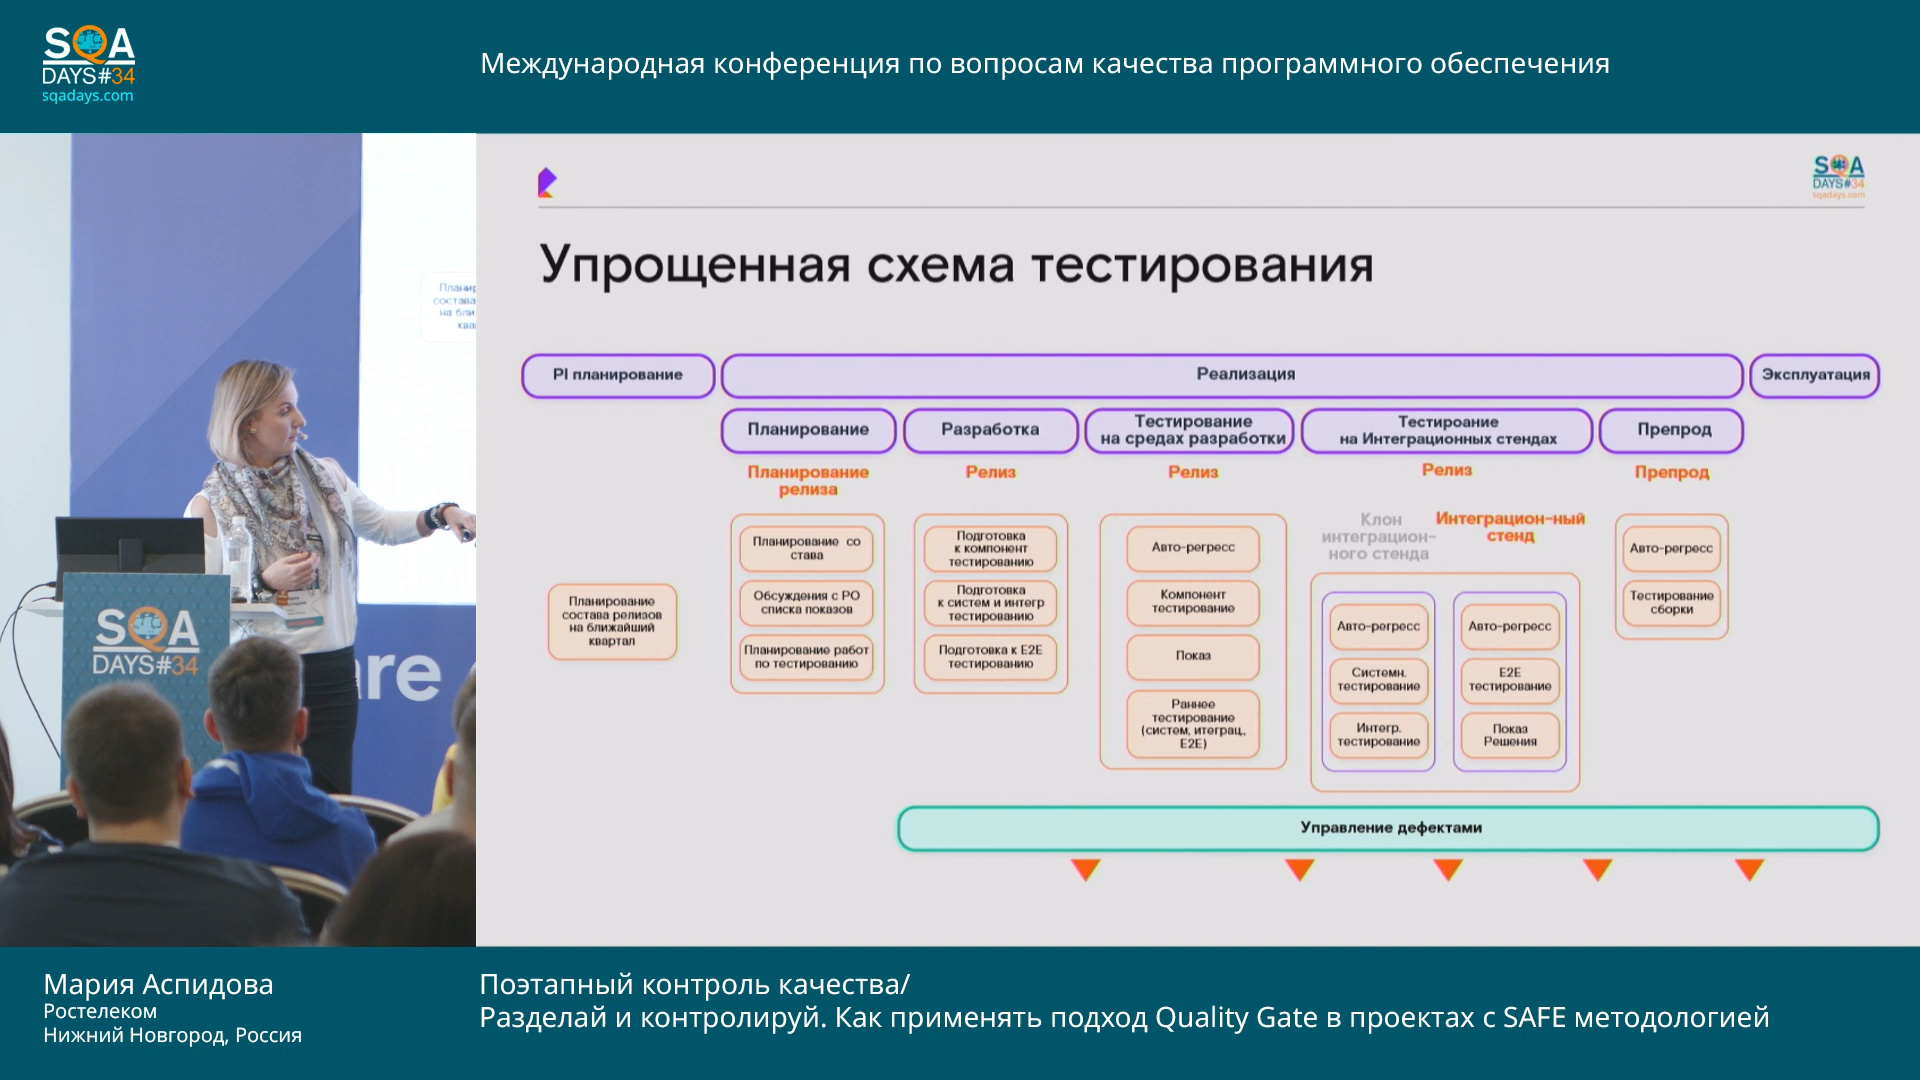 SQA
DAYS#34
sqadays.com
Международная конференция по вопросам качества программного обеспечения
SQA
DAYS#34
sqadays.com
Упрощенная схема тестирования
PI планирование
Реализация
Эксплуатация
Планирование
Разработка
Тестирование
на средах разработки
Тестироание
на Интеграционных стендах
Препрод
Планирование
релиза
Релиз
Релиз
Релиз
Препрод
Клон
интеграцион-
ного стенда
Интеграцион-ный
стенд
Планирование
состава релизов
на ближайший
квартал
Планирование со
става
Обсуждения с PO
списка показов
Планирование работ
по тестированию
Подготовка
к компонент
тестированию
Подготовка
к систем и интегр
тестированию
Подготовка к E2E
тестированию
Авто-регресс
Компонент
тестирование
Показ
Раннее
тестирование
(систем, итеграц.,
E2E)
Авто-регресс
Системн.
тестирование
Интегр.
тестирование
Авто-регресс
E2E
тестирование
Показ
Решения
Авто-регресс
Тестирование
сборки
Управление дефектами
SQA
DAYS#34
are
Мария Аспидова
Ростелеком
Нижний Новгород, Россия
Поэтапный контроль качества/
Разделай и контролируй. Как применять подход Quality Gate в проектах с SAFE методологией